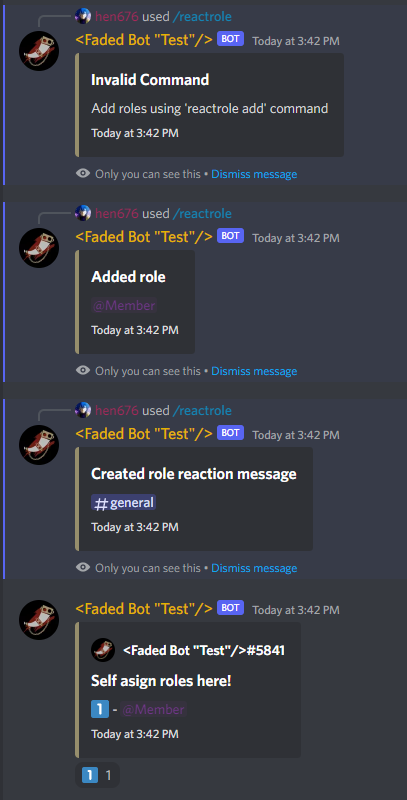 hen676 used /reactrole
<Faded Bot "Test"/> BOT Today at 3:42 PM
Invalid Command
Add roles using 'reactrole add' command
Today at 3:42 PM
Only you can see this • Dismiss message
hen676 used /reactrole
<Faded Bot "Test"/> BOT Today at 3:42 PM
Added role
@Member
Today at 3:42 PM
Only you can see this • Dismiss message
hen676 used /reactrole
<Faded Bot "Test"/> BOT Today at 3:42 PM
Created role reaction message
#general
Today at 3:42 PM
Only you can see this • Dismiss message
<Faded Bot "Test"/> BOT Today at 3:42 PM
<Faded Bot "Test"/>#5841
Self asign roles here!
1 - @Member
Today at 3:42 PM
1 1